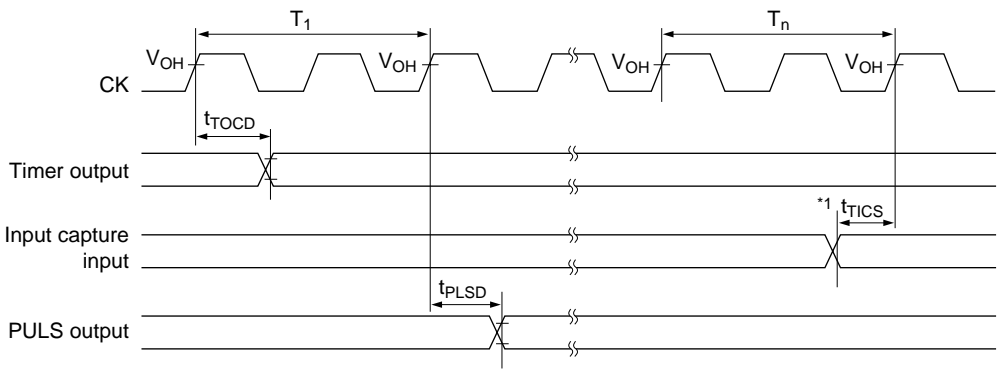 T1 Tn
VOH VOH VOH VOH
CK
tTOCD
Timer output
*1 tTICS
Input capture
input
tPLSD
PULS output